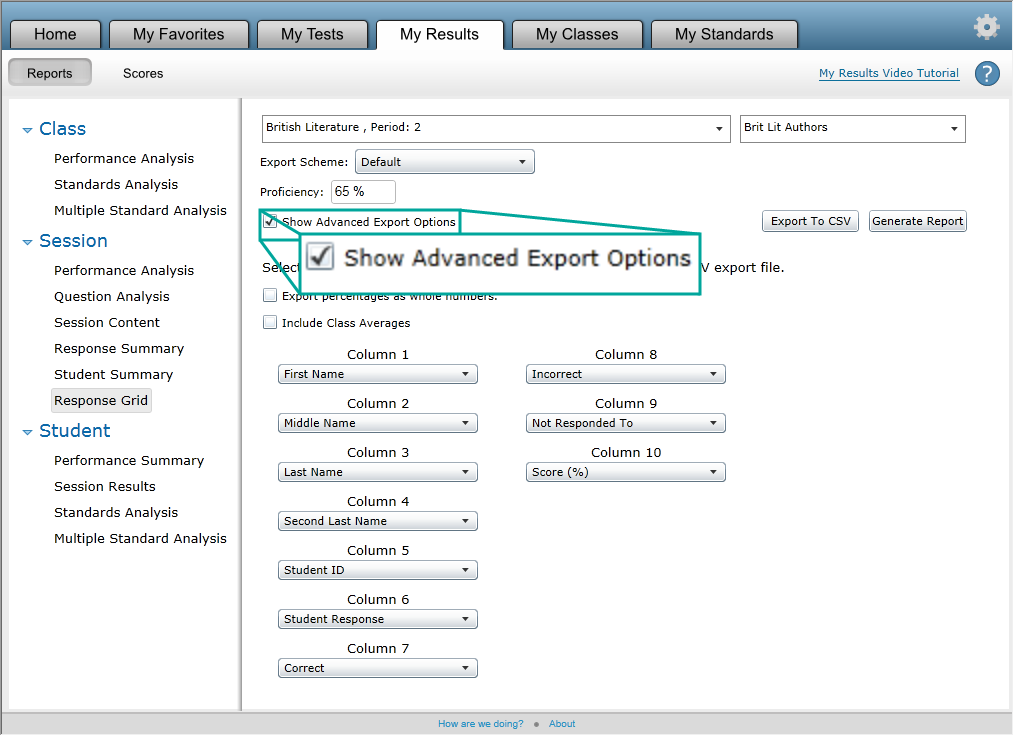 Home My Favorites My Tests My Results My Classes My Standards
Reports Scores My Results Video Tutorial ?
Class
Performance Analysis
Standards Analysis
Multiple Standard Analysis
Session
Performance Analysis
Question Analysis
Session Content
Response Summary
Student Summary
Response Grid
Student
Performance Summary
Session Results
Standards Analysis
Multiple Standard Analysis
British Literature , Period: 2 Brit Lit Authors
Export Scheme: Default
Proficiency: 65 %
Show Advanced Export Options Export To CSV Generate Report
Show Advanced Export Options
V export file.
Export percentages as whole numbers.
Include Class Averages
Column 1
First Name
Column 2
Middle Name
Column 3
Last Name
Column 4
Second Last Name
Column 5
Student ID
Column 6
Student Response
Column 7
Correct
Column 8
Incorrect
Column 9
Not Responded To
Column 10
Score (%)
How are we doing? About